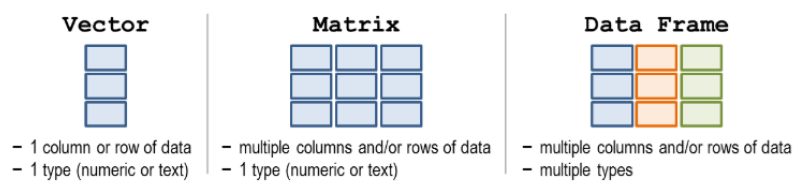 Vector
– 1 column or row of data
– 1 type (numeric or text)
Matrix
– multiple columns and/or rows of data
– 1 type (numeric or text)
Data Frame
– multiple columns and/or rows of data
– multiple types